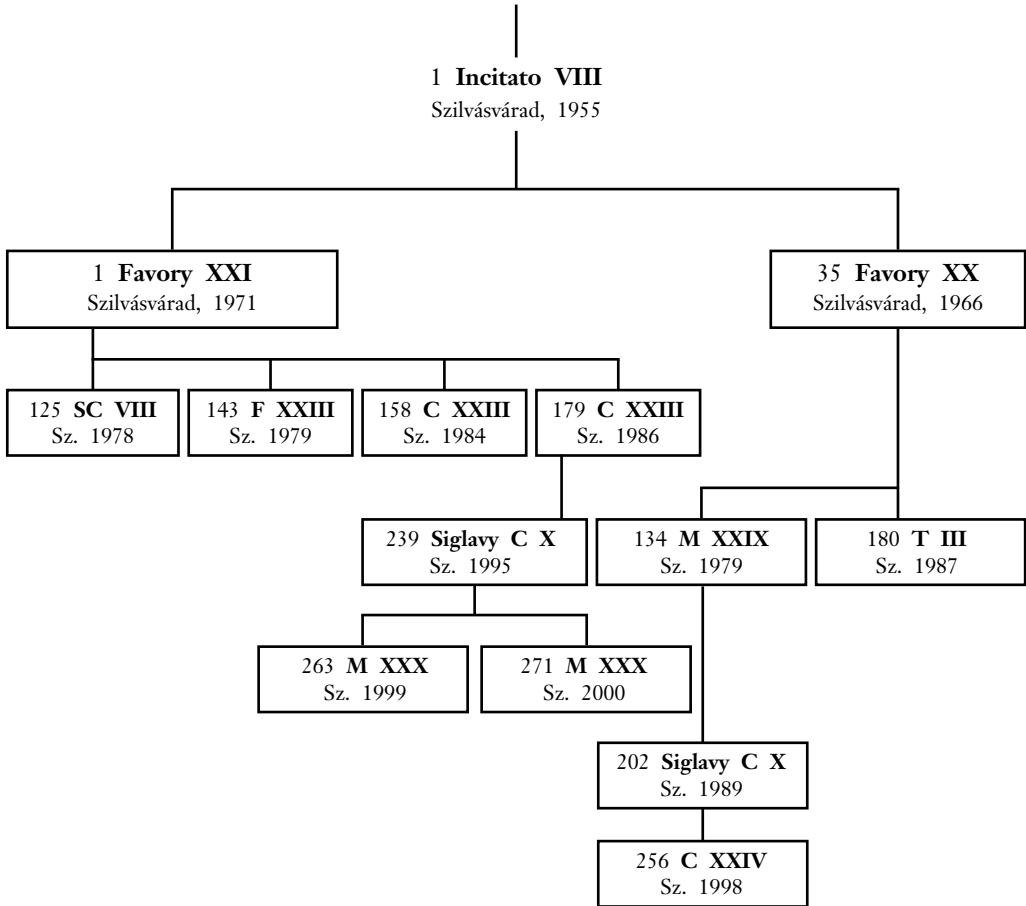 1 Incitato VIII
Szilvásvárad, 1955
1 Favory XXI
Szilvásvárad, 1971
35 Favory XX
Szilvásvárad, 1966
125 SC VIII
Sz. 1978
143 F XXIII
Sz. 1979
158 C XXIII
Sz. 1984
179 C XXIII
Sz. 1986
239 Siglavy C X
Sz. 1995
134 M XXIX
Sz. 1979
180 T III
Sz. 1987
263 M XXX
Sz. 1999
271 M XXX
Sz. 2000
202 Siglavy C X
Sz. 1989
256 C XXIV
Sz. 1998